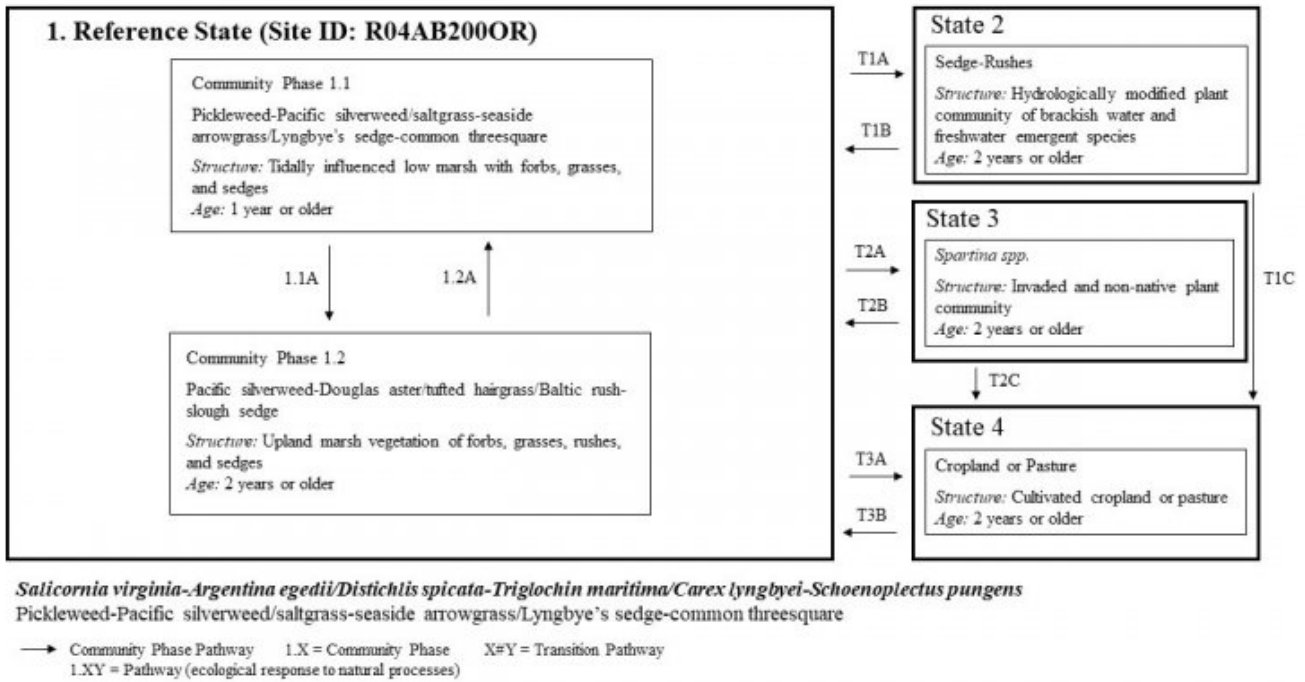 1. Reference State (Site ID: R04AB200OR)
Community Phase 1.1
Pickleweed-Pacific silverweed/saltgrass-seaside
arrowgrass/Lyngbye's sedge-common threesquare
Structure: Tidally influenced low marsh with forbs, grasses,
and sedges
Age: 1 year or older
1.1A
1.2A
Community Phase 1.2
Pacific silverweed-Douglas aster/tufted hairgrass/Baltic rush-
slough sedge
Structure: Upland marsh vegetation of forbs, grasses, rushes,
and sedges
Age: 2 years or older
T1A
T1B
State 2
Sedge-Rushes
Structure: Hydrologically modified plant
community of brackish water and
freshwater emergent species
Age: 2 years or older
T2A
T2B
State 3
Spartina spp.
Structure: Invaded and non-native plant
community
Age: 2 years or older
T1C
T2C
T3A
T3B
State 4
Cropland or Pasture
Structure: Cultivated cropland or pasture
Age: 2 years or older
Salicornia virginia-Argentina egedii/Distichlis spicata-Triglochin maritima/Carex lyngbyei-Schoenoplectus pungens
Pickleweed-Pacific silverweed/saltgrass-seaside arrowgrass/Lyngbye's sedge-common threesquare
Community Phase Pathway 1.X = Community Phase X#Y = Transition Pathway
1.XY = Pathway (ecological response to natural processes)